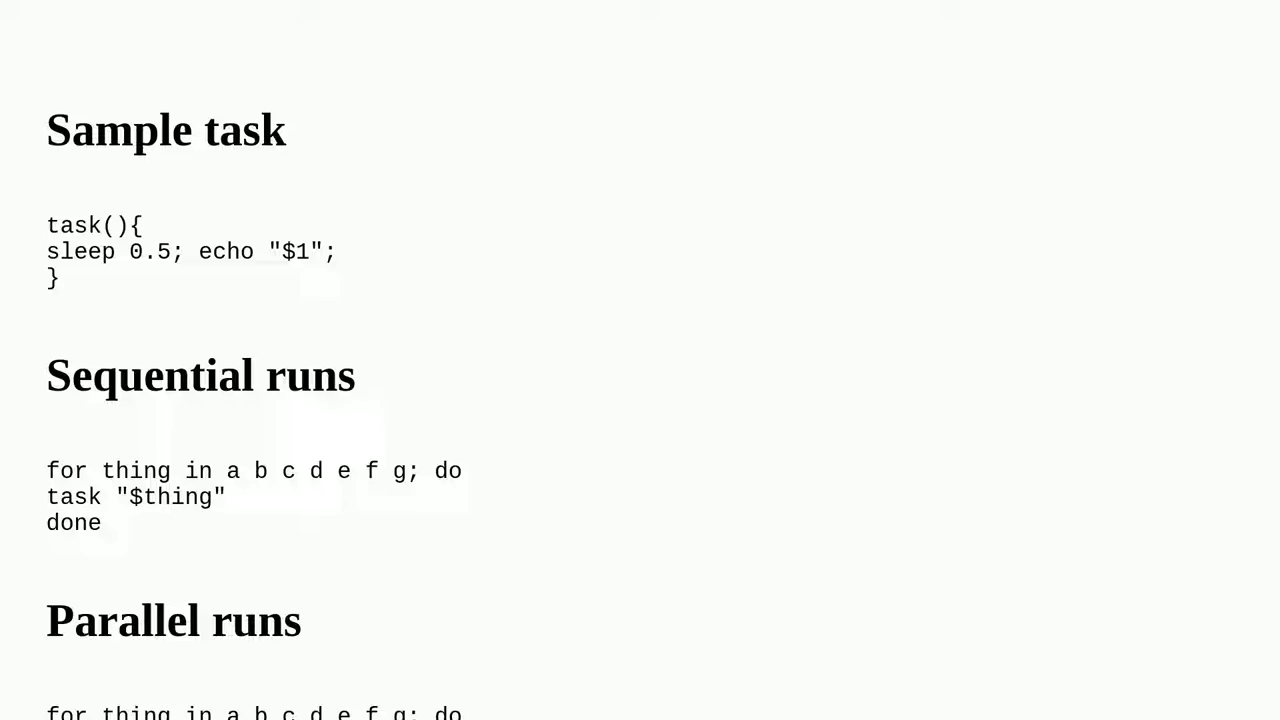 Sample task
task(){
sleep 0.5; echo "$1";
}
Sequential runs
for thing in a b c d e f g; do
task "$thing"
done
Parallel runs
for thing in a b c d e f g; do